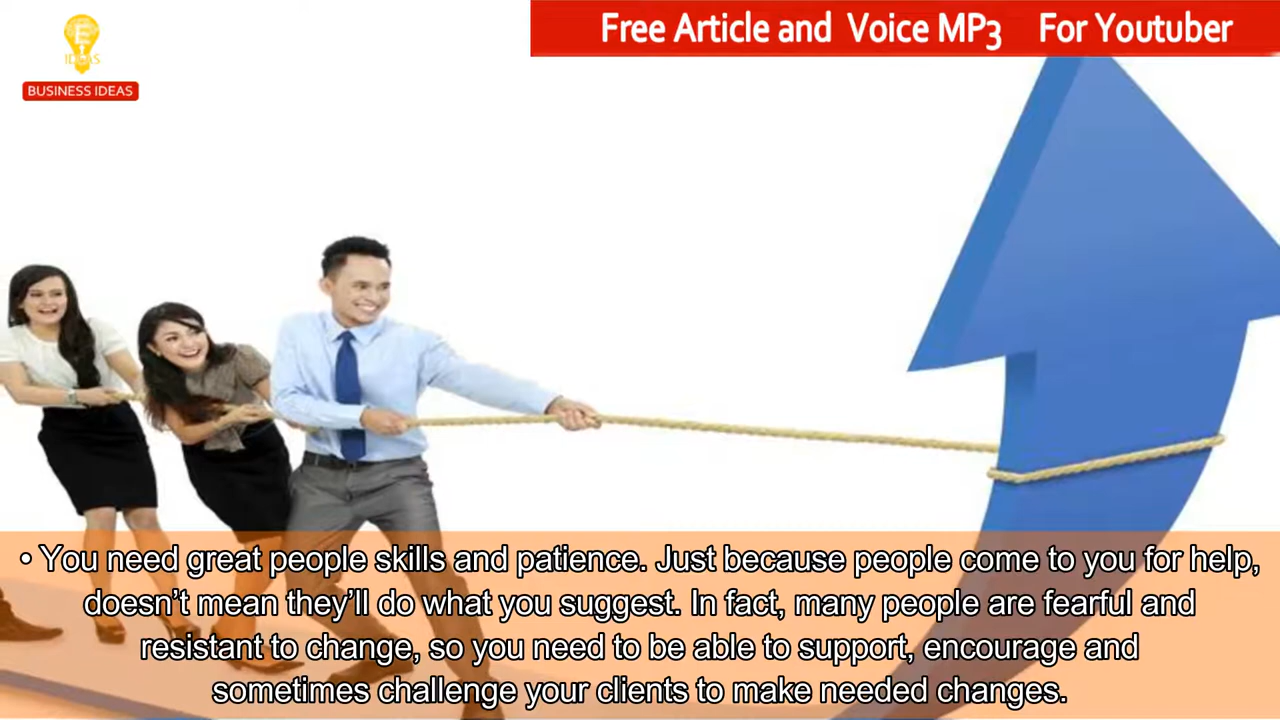 Free Article and Voice MP3 For Youtuber
E
IDEAS
BUSINESS IDEAS
• You need great people skills and patience. Just because people come to you for help,
doesn't mean they'll do what you suggest. In fact, many people are fearful and
resistant to change, so you need to be able to support, encourage and
sometimes challenge your clients to make needed changes.